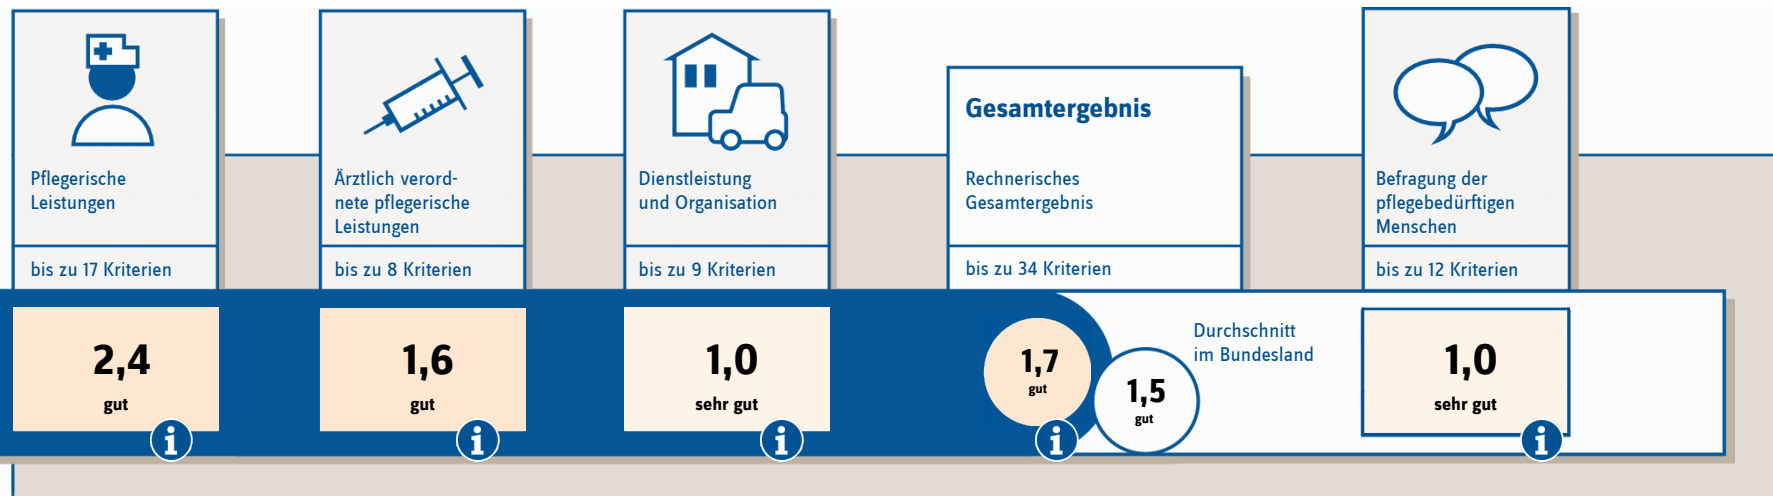 Pflegerische
Leistungen
bis zu 17 Kriterien
2,4
gut
Ärztlich verord-
nete pflegerische
Leistungen
bis zu 8 Kriterien
1,6
gut
Dienstleistung
und Organisation
bis zu 9 Kriterien
1,0
sehr gut
Gesamtergebnis
Rechnerisches
Gesamtergebnis
bis zu 34 Kriterien
1,7
gut
1,5
gut
Durchschnitt
im Bundesland
Befragung der
pflegebedürftigen
Menschen
bis zu 12 Kriterien
1,0
sehr gut